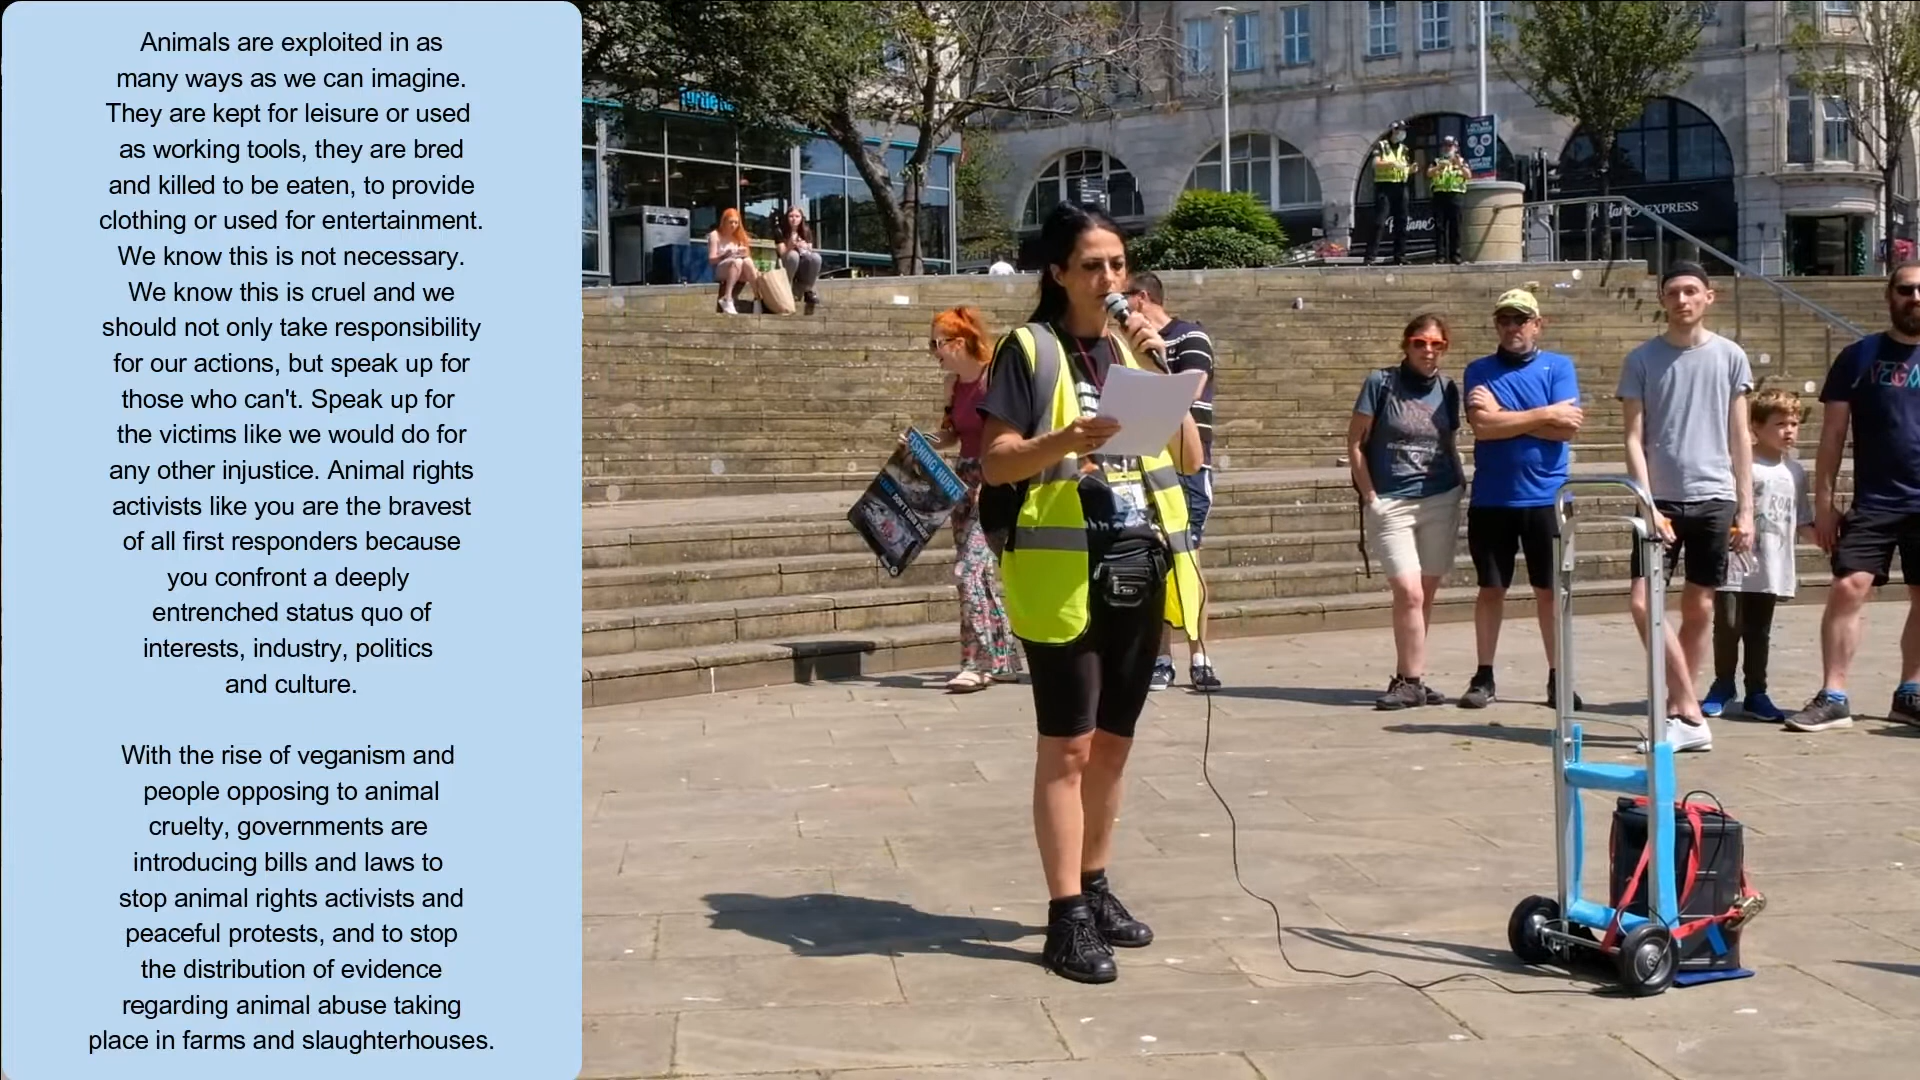 Animals are exploited in as
many ways as we can imagine.
They are kept for leisure or used
as working tools, they are bred
and killed to be eaten, to provide
clothing or used for entertainment.
We know this is not necessary.
We know this is cruel and we
should not only take responsibility
for our actions, but speak up for
those who can't. Speak up for
the victims like we would do for
any other injustice. Animal rights
activists like you are the bravest
of all first responders because
you confront a deeply
entrenched status quo of
interests, industry, politics
and culture.
With the rise of veganism and
people opposing to animal
cruelty, governments are
introducing bills and laws to
stop animal rights activists and
peaceful protests, and to stop
the distribution of evidence
regarding animal abuse taking
place in farms and slaughterhouses.
FISHING HURTS
EXPRESS